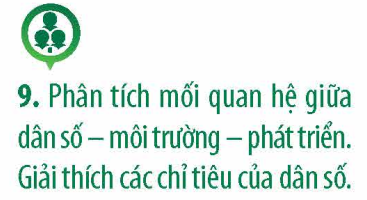 9. Phân tích mối quan hệ giữa
dân số – môi trường – phát triển.
Giải thích các chỉ tiêu của dân số.